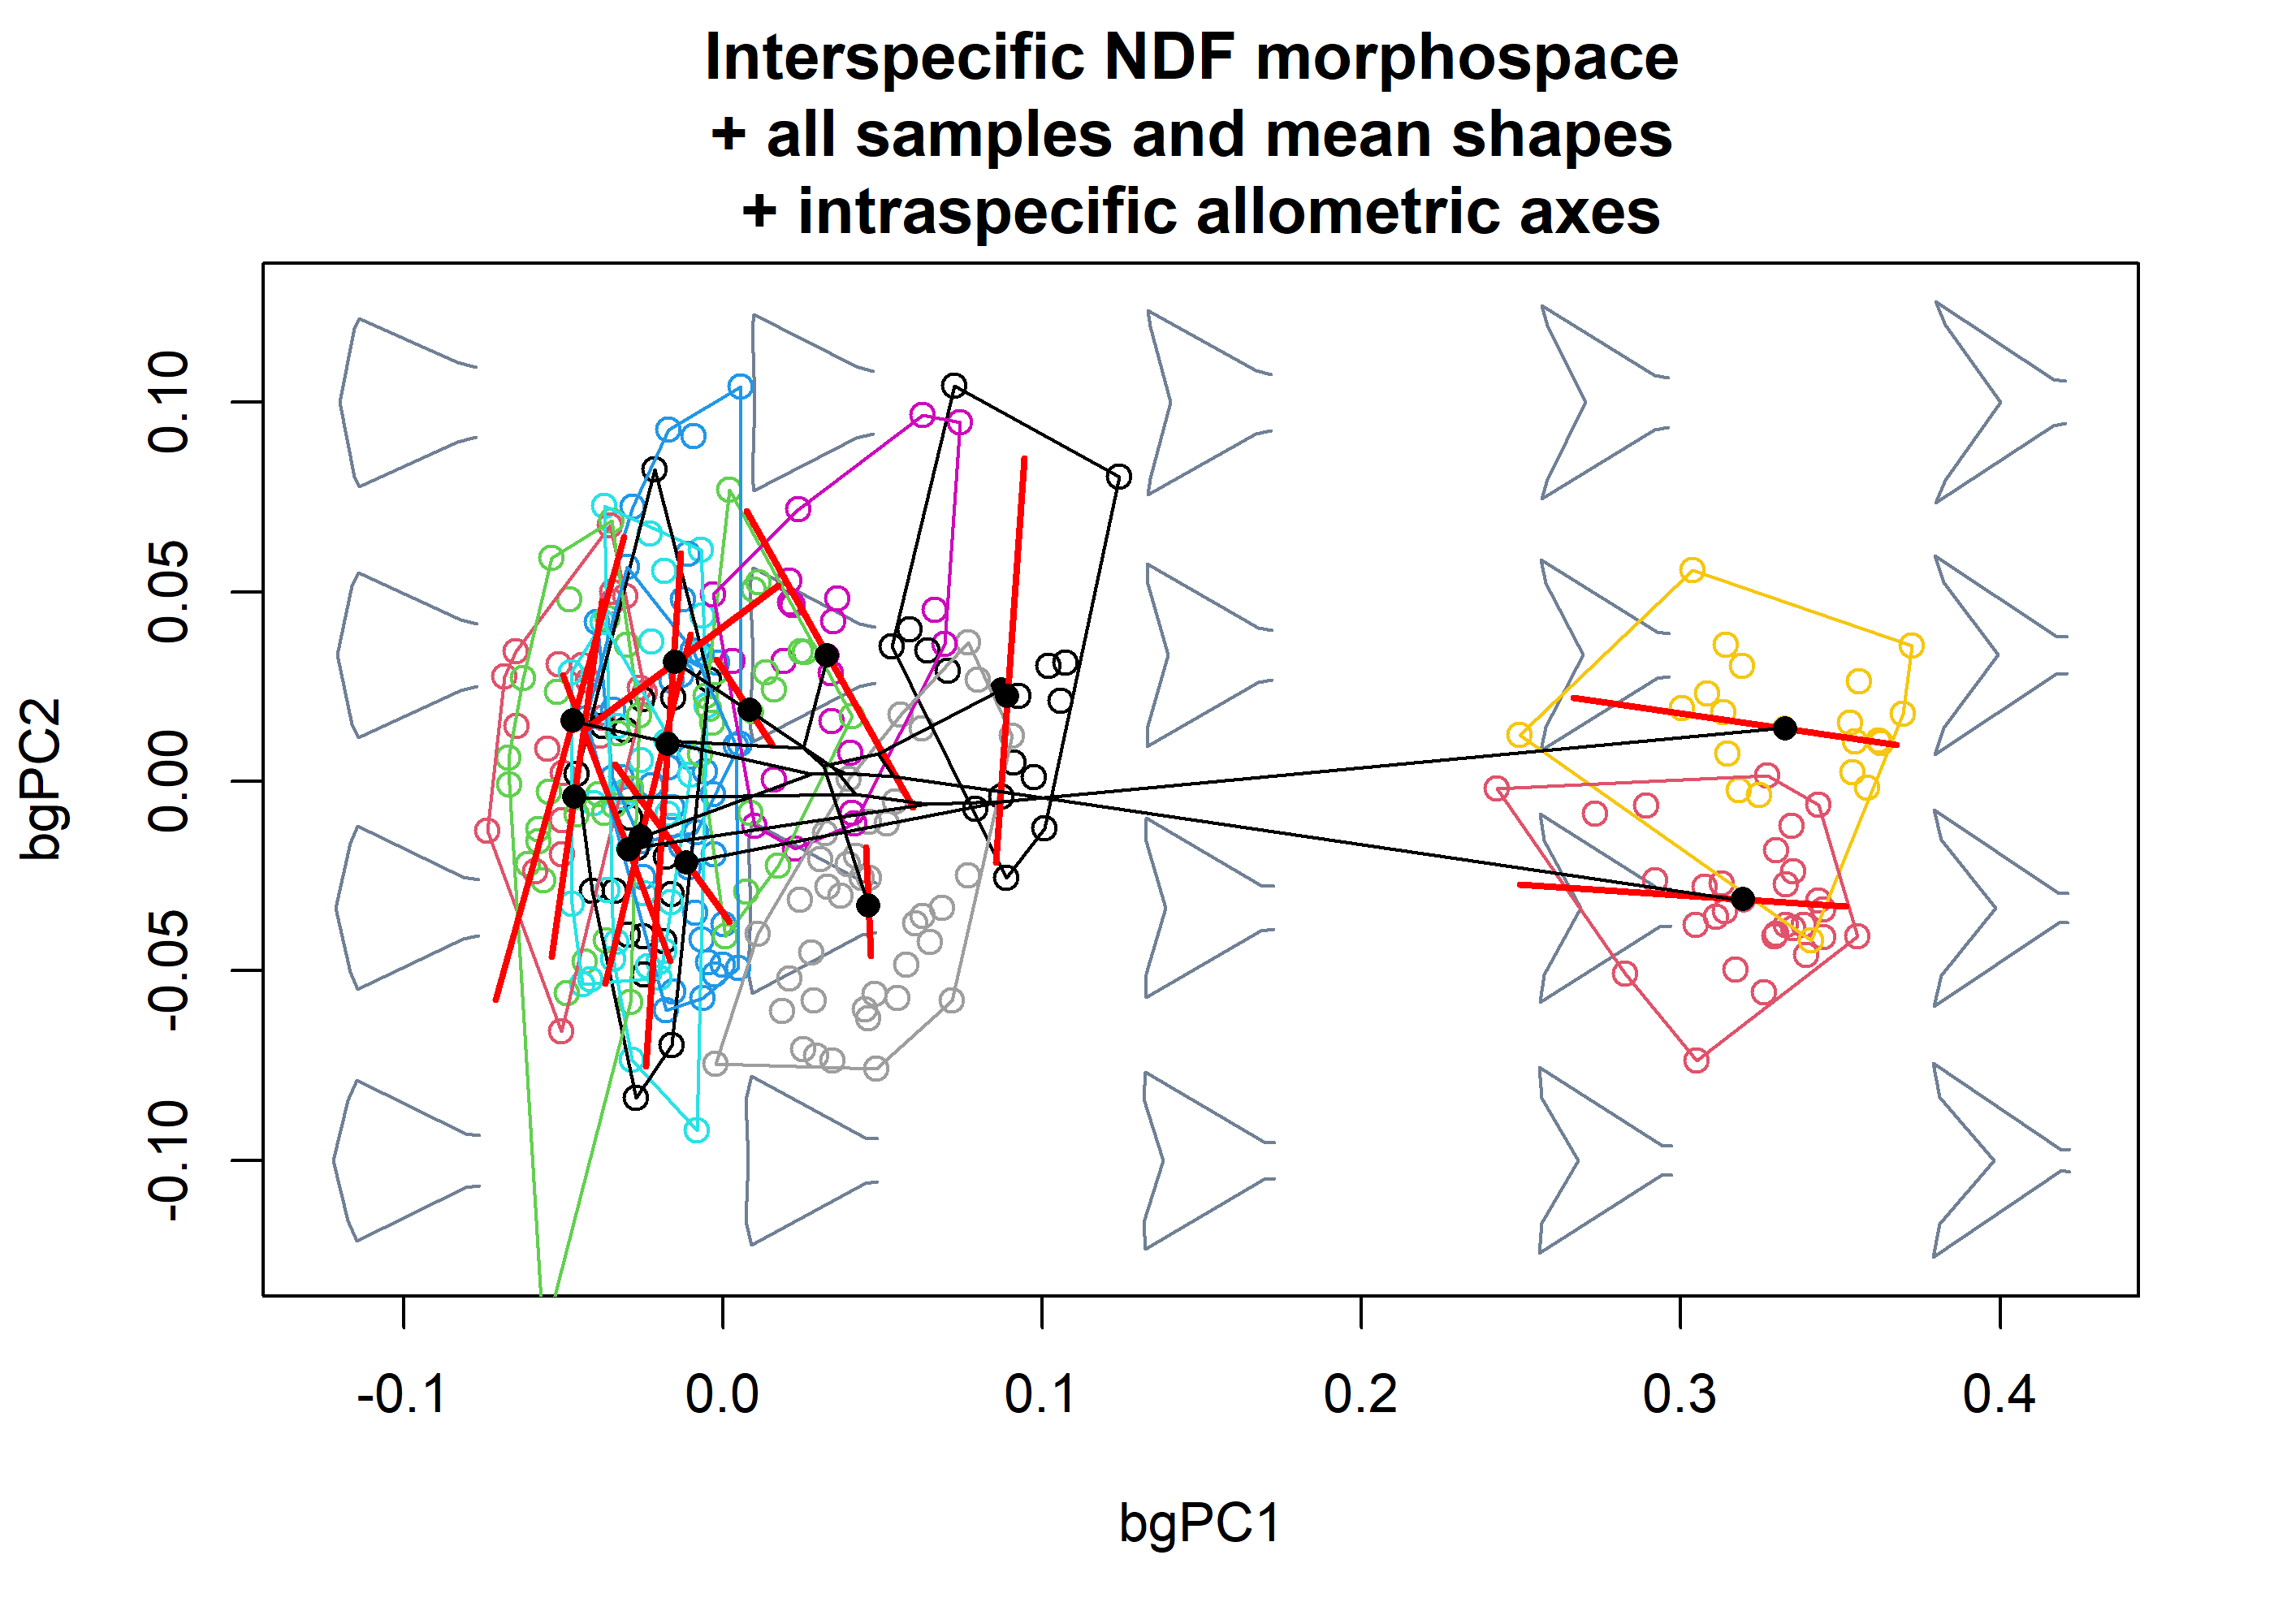 Interspecific NDF morphospace
+ all samples and mean shapes
+ intraspecific allometric axes
0.10
0.05
0.00
-0.05
-0.10
bgPC2
-0.1 0.0 0.1 0.2 0.3 0.4
bgPC1